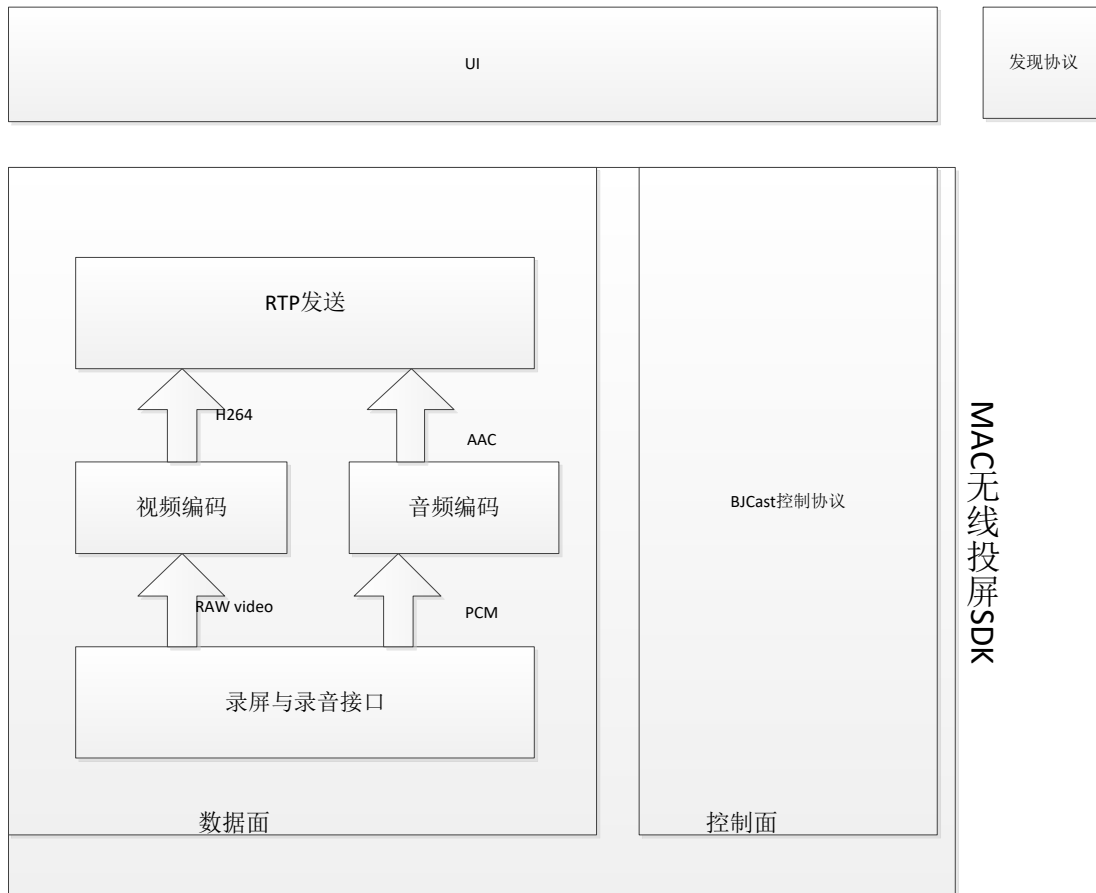 UI
发现协议
RTP发送
H264
AAC
视频编码
音频编码
RAW video
PCM
录屏与录音接口
数据面
BJCast控制协议
控制面
MAC无线投屏SDK